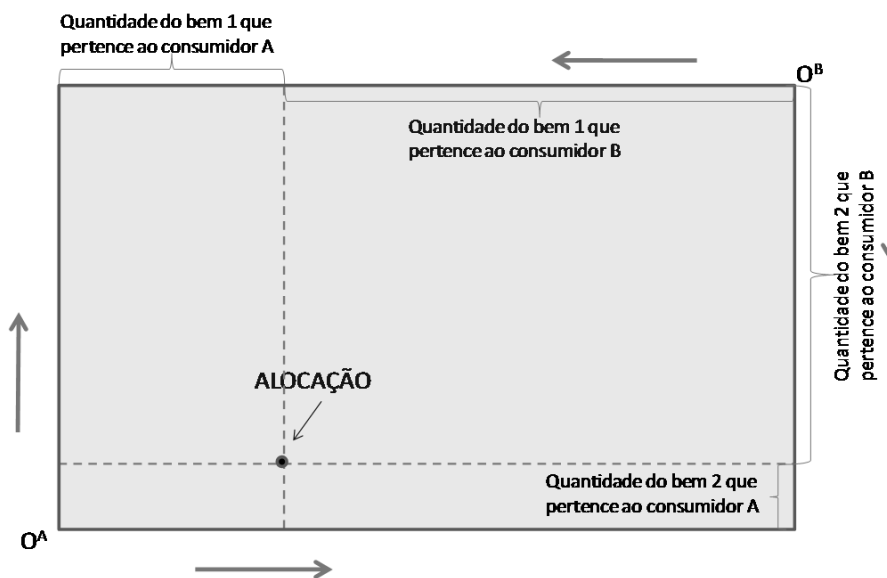 Quantidade do bem 1 que
pertence ao consumidor A
O^B
Quantidade do bem 1 que
pertence ao consumidor B
Quantidade do bem 2 que
pertence ao consumidor B
ALOCAÇÃO
Quantidade do bem 2 que
pertence ao consumidor A
O^A